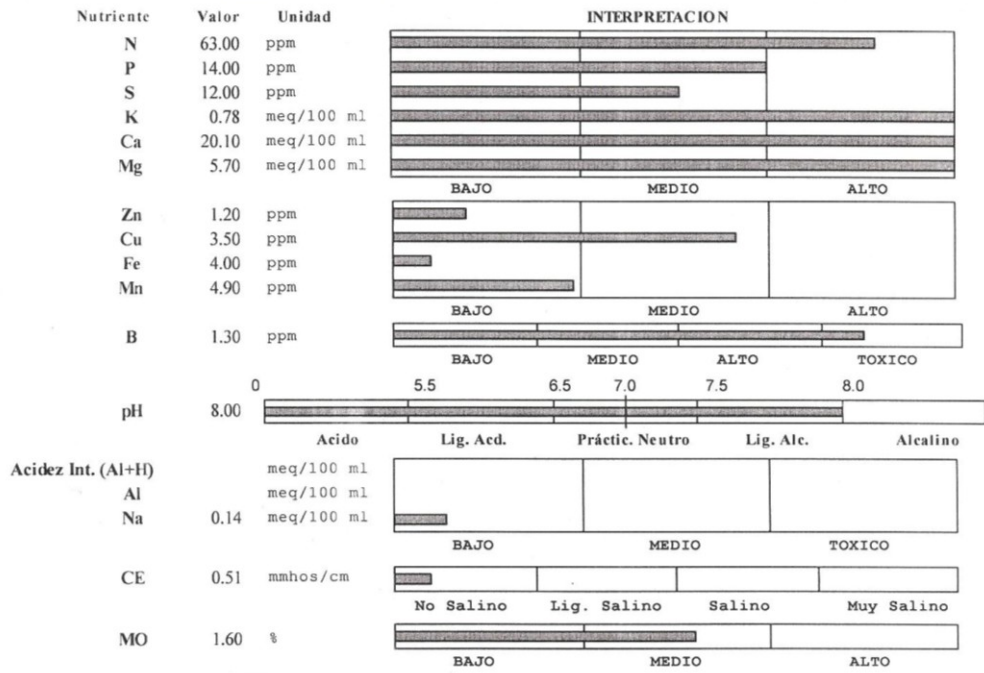 Nutriente Valor Unidad INTERPRETACION
N 63.00 ppm
P 14.00 ppm
S 12.00 ppm
K 0.78 meq/100 ml
Ca 20.10 meq/100 ml
Mg 5.70 meq/100 ml
BAJO MEDIO ALTO
Zn 1.20 ppm
Cu 3.50 ppm
Fe 4.00 ppm
Mn 4.90 ppm
BAJO MEDIO ALTO
B 1.30 ppm
BAJO MEDIO ALTO TOXICO
0 5.5 6.5 7.0 7.5 8.0
pH 8.00
Acido Lig. Acd. Práctic. Neutro Lig. Alc. Alcalino
Acidez Int. (Al+H) meq/100 ml
Al meq/100 ml
Na 0.14 meq/100 ml
BAJO MEDIO TOXICO
CE 0.51 mmhos/cm
No Salino Lig. Salino Salino Muy Salino
MO 1.60 %
BAJO MEDIO ALTO